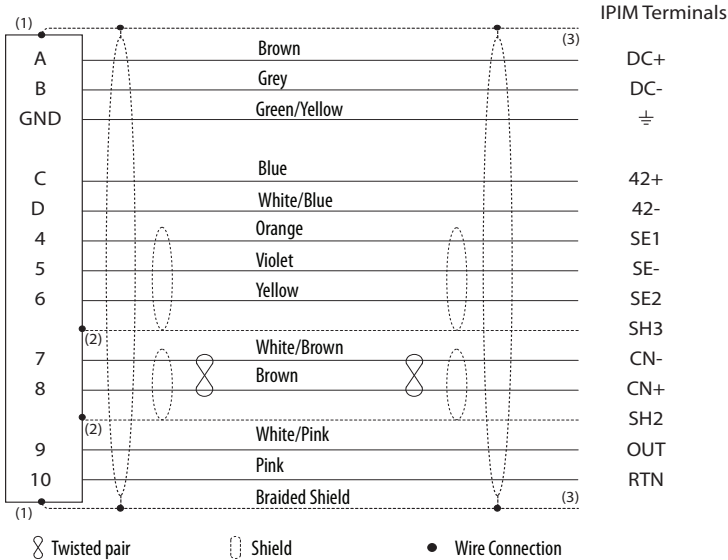 IPIM Terminals
(1)
(3)
A Brown DC+
B Grey DC-
GND Green/Yellow ⏚
C Blue 42+
D White/Blue 42-
4 Orange SE1
5 Violet SE-
6 Yellow SE2
(2) SH3
7 White/Brown CN-
8 Brown CN+
(2) SH2
9 White/Pink OUT
10 Pink RTN
(1) Braided Shield (3)
Twisted pair Shield Wire Connection